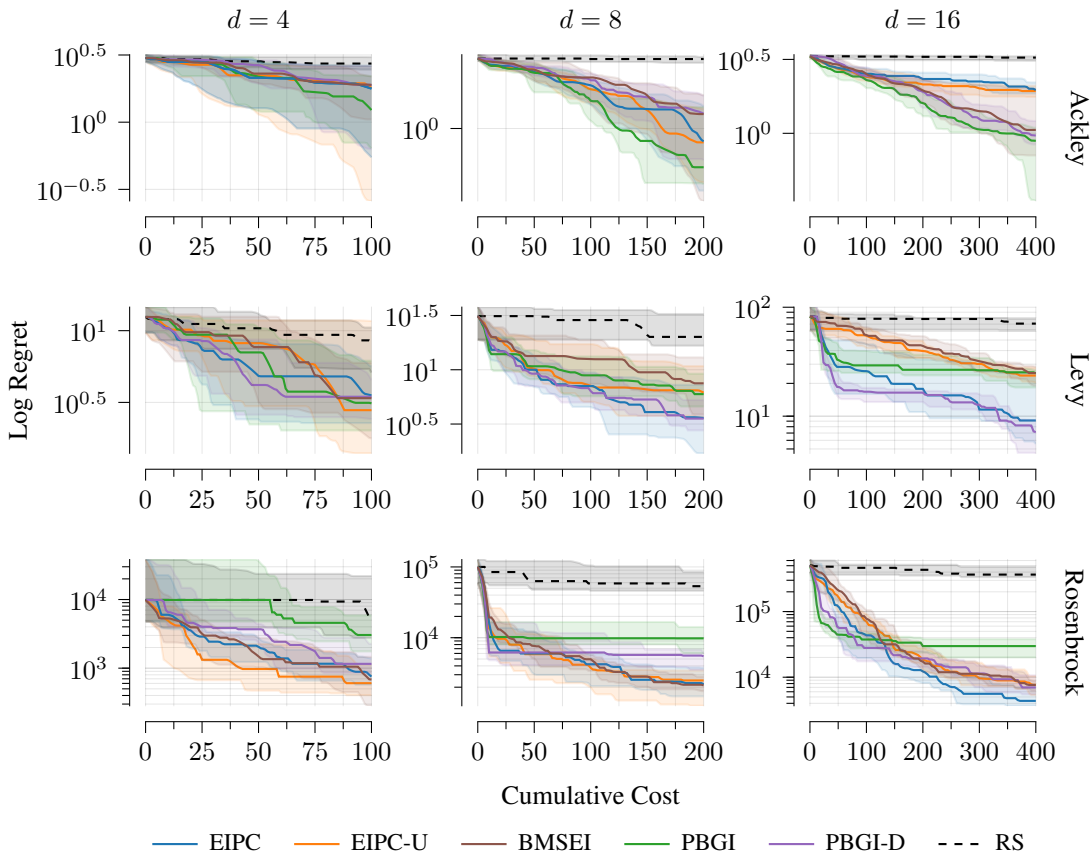 d = 4 d = 8 d = 16
10^0.5 10^0 10^−0.5
0 25 50 75 100
10^0
0 50 100 150 200
10^0.5 10^0
0 100 200 300 400
Ackley
Log Regret
10^1 10^0.5
0 25 50 75 100
10^1.5 10^1 10^0.5
0 50 100 150 200
10^2 10^1
0 100 200 300 400
Levy
10^4 10^3
0 25 50 75 100
10^5 10^4
0 50 100 150 200
10^5 10^4
0 100 200 300 400
Rosenbrock
Cumulative Cost
EIPC EIPC-U BMSEI PBGI PBGI-D RS